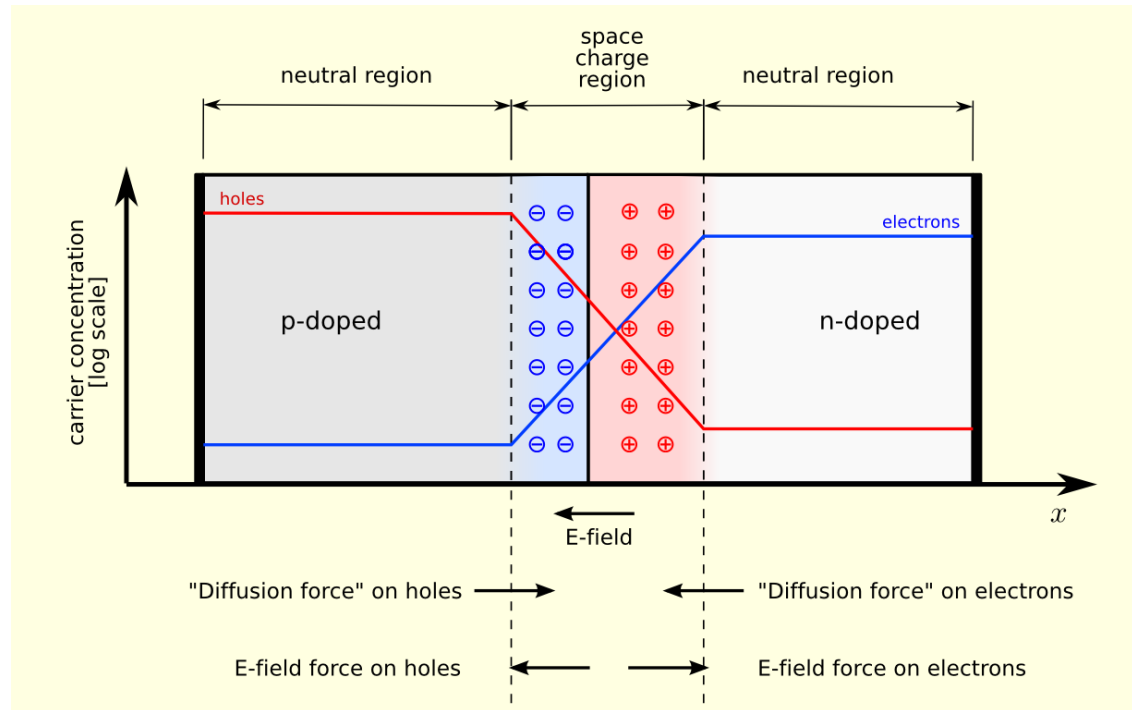 space
charge
region
neutral region
neutral region
holes
electrons
carrier concentration
[log scale]
p-doped
n-doped
x
E-field
"Diffusion force" on holes
"Diffusion force" on electrons
E-field force on holes
E-field force on electrons